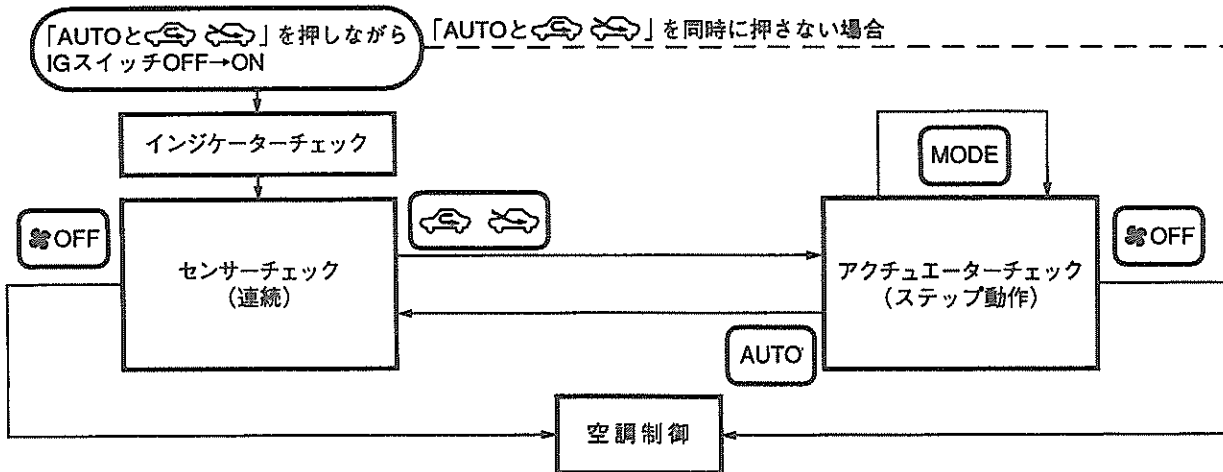 「AUTOと 」を押しながら
IGスイッチOFF→ON
「AUTOと 」を同時に押さない場合
インジケーターチェック
MODE
OFF
センサーチェック
(連続)
アクチュエーターチェック
(ステップ動作)
OFF
AUTO
空調制御